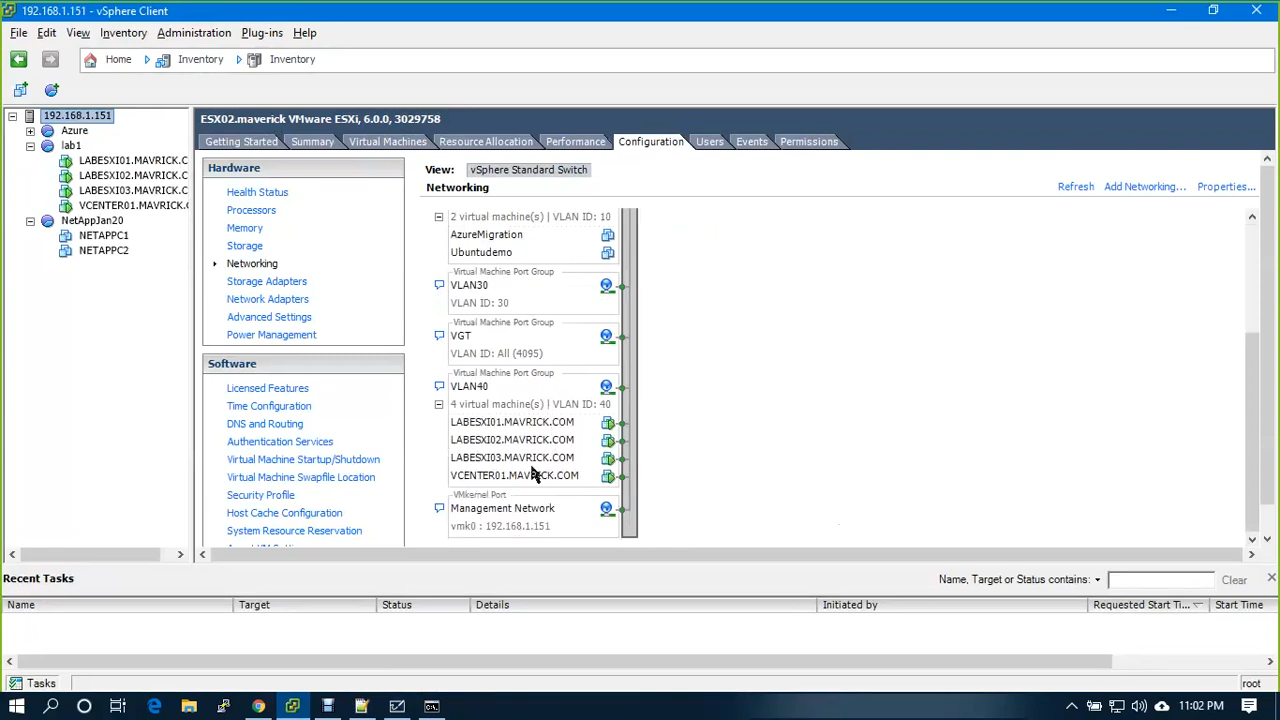 192.168.1.151 - vSphere Client
File Edit View Inventory Administration Plug-ins Help
Home Inventory Inventory
192.168.1.151
Azure
lab1
LABESXI01.MAVRICK.C
LABESXI02.MAVRICK.C
LABESXI03.MAVRICK.C
VCENTER01.MAVRICK.C
NetAppJan20
NETAPPC1
NETAPPC2
ESX02.maverick VMware ESXi, 6.0.0, 3029758
Getting Started Summary Virtual Machines Resource Allocation Performance Configuration Users Events Permissions
Hardware
Health Status
Processors
Memory
Storage
Networking
Storage Adapters
Network Adapters
Advanced Settings
Power Management
Software
Licensed Features
Time Configuration
DNS and Routing
Authentication Services
Virtual Machine Startup/Shutdown
Virtual Machine Swapfile Location
Security Profile
Host Cache Configuration
System Resource Reservation
View: vSphere Standard Switch
Networking
Refresh Add Networking... Properties...
2 virtual machine(s) | VLAN ID: 10
AzureMigration
Ubuntudemo
Virtual Machine Port Group
VLAN30
VLAN ID: 30
Virtual Machine Port Group
VGT
VLAN ID: All (4095)
Virtual Machine Port Group
VLAN40
4 virtual machine(s) | VLAN ID: 40
LABESXI01.MAVRICK.COM
LABESXI02.MAVRICK.COM
LABESXI03.MAVRICK.COM
VCENTER01.MAVRICK.COM
VMkernel Port
Management Network
vmk0 : 192.168.1.151
Recent Tasks
Name, Target or Status contains: Clear
Name Target Status Details Initiated by Requested Start Ti... Start Time
Tasks
root
11:02 PM